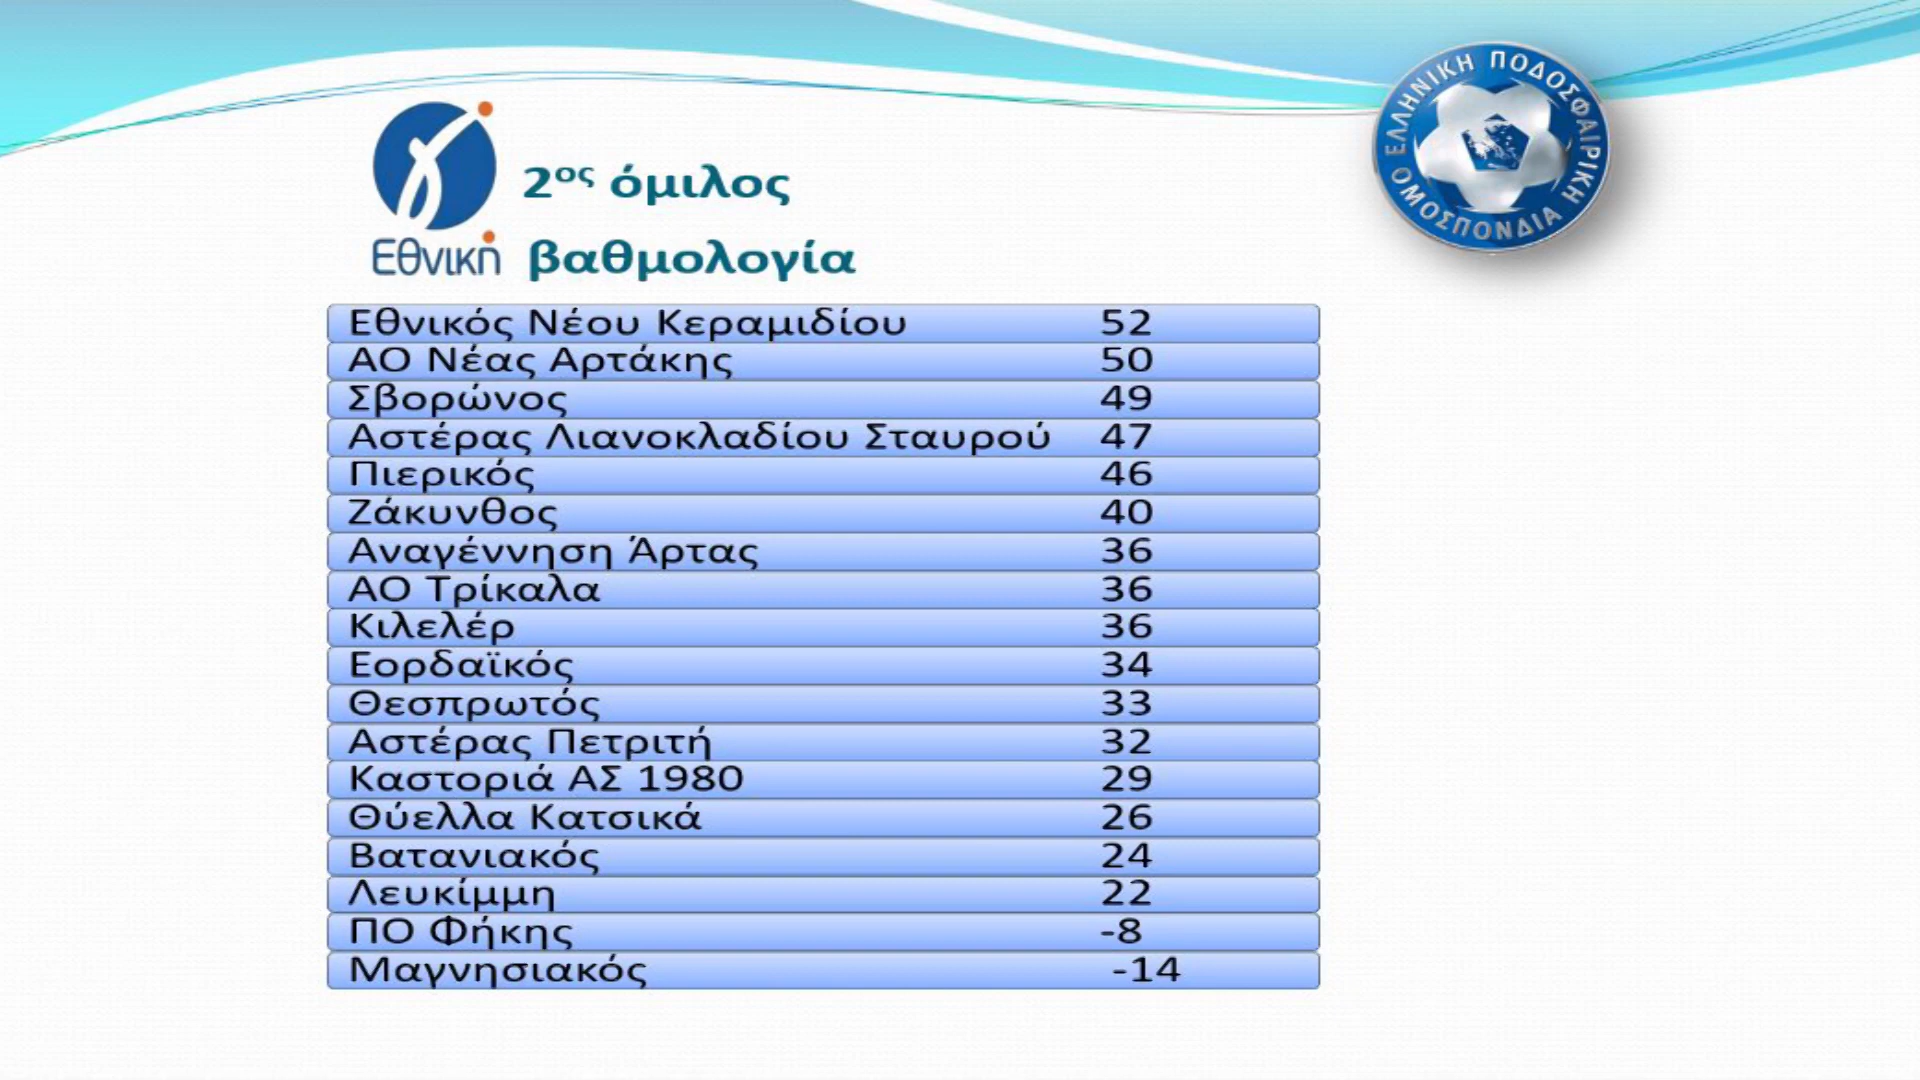 ΕΛΛΗΝΙΚΗ ΠΟΔΟΣΦΑΙΡΙΚΗ ΟΜΟΣΠΟΝΔΙΑ
γ
Εθνική
2ος όμιλος
βαθμολογία
Εθνικός Νέου Κεραμιδίου 52
ΑΟ Νέας Αρτάκης 50
Σβορώνος 49
Αστέρας Λιανοκλαδίου Σταυρού 47
Πιερικός 46
Ζάκυνθος 40
Αναγέννηση Άρτας 36
ΑΟ Τρίκαλα 36
Κιλελέρ 36
Εορδαϊκός 34
Θεσπρωτός 33
Αστέρας Πετριτή 32
Καστοριά ΑΣ 1980 29
Θύελλα Κατσικά 26
Βατανιακός 24
Λευκίμμη 22
ΠΟ Φήκης -8
Μαγνησιακός -14